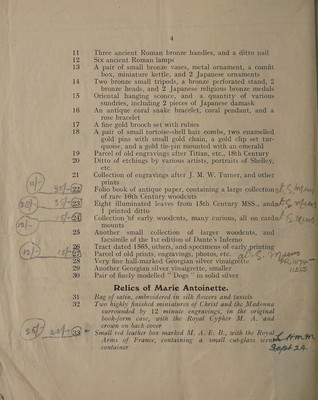 4
11 Three ancient Roman bronze handles, and a ditto nail
12 Six ancient Roman lamps
13 A pair of small bronze vases, metal ornament, a comfit
box, miniature kettle, and 2 Japanese ornaments
14 Two bronze small tripods, a bronze perforated stand, 2
bronze heads, and 2 Japanese religious bronze medals
15 Oriental hanging sconce, and a quantity of various
sundries, including 2 pieces of Japanese damask
16 An antique coral snake bracelet, coral pendant, and a
rose bracelet
17 A fine gold brooch set with rubies
18 A pair of small tortoise-shell hair combs, two enamelled
gold pins with small gold chain, a gold clip set tur-
quoise, and a gold tie-pin mounted with an emerald
19 Parcel of old engravings after Titian, etc., 18th Century
20 Ditto of etchings by various artists, portraits of Shelley,
etc.
21 Collection of engravings after J. M. W. Turner, and other
prints
22 Folio book of antique paper, containing a large collection
of rare 16th Century woodcuts
23 Eight illuminated leaves from 15th Century MSS., and
1 printed ditto
24 Collection of early woodcuts, many curious, all on card
mounts
25 Another small collection of larger woodcuts, and
facsimile of the 1st edition of Dante's Inferno
26 Tract dated 1568, others, and specimens of early printing
27 Parcel of old prints, engravings, photos, etc.
28 Very fine hall-marked Georgian silver vinaigrette
29 Another Georgian silver vinaigrette, smaller
30 Pair of finely modelled "Dogs" in solid silver
Relics of Marie Antoinette.
31 Bag of satin, embroidered in silk flowers and tassels
32 Two highly finished miniatures of Christ and the Madonna
surrounded by 12 minute engravings, in the original
book-form case, with the Royal Cypher M. A. and
crown on back cover
33 Small red leather box marked M. A. E. B., with the Royal
Arms of France, containing a small cut-glass scent
container
Sept 24